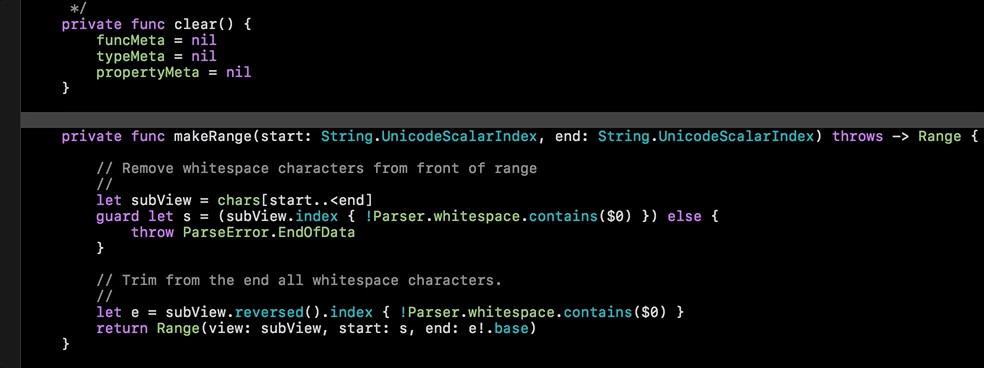 */
private func clear() {
funcMeta = nil
typeMeta = nil
propertyMeta = nil
}
private func makeRange(start: String.UnicodeScalarIndex, end: String.UnicodeScalarIndex) throws -> Range {
// Remove whitespace characters from front of range
//
let subView = chars[start..<end]
guard let s = (subView.index { !Parser.whitespace.contains($0) }) else {
throw ParseError.EndOfData
}
// Trim from the end all whitespace characters.
//
let e = subView.reversed().index { !Parser.whitespace.contains($0) }
return Range(view: subView, start: s, end: e!.base)
}